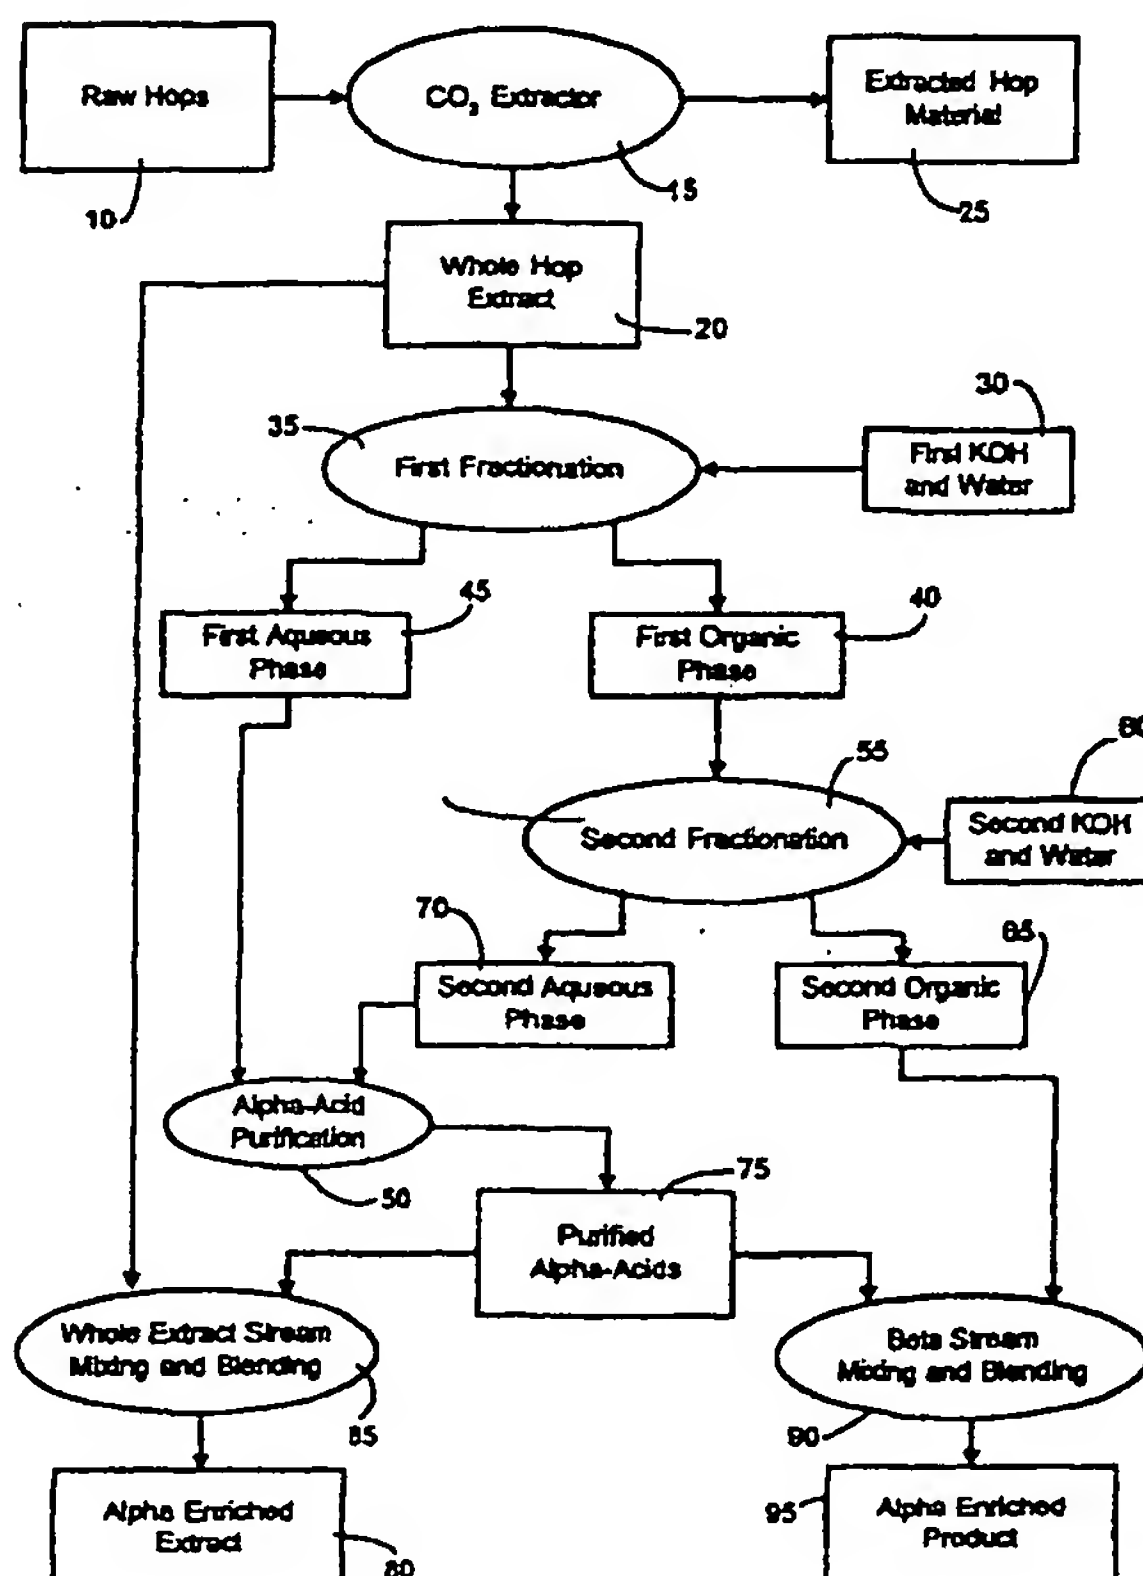 Raw Hops
CO2 Extractor
Extracted Hop
Material
10
15
25
Whole Hop
Extract
20
30
35
First Fractionation
First KOH
and Water
45
40
First Aqueous
Phase
First Organic
Phase
55
Second Fractionation
Second KOH
and Water
70
65
Second Aqueous
Phase
Second Organic
Phase
Alpha-Acid
Purification
50
75
Purified
Alpha-Acids
Whole Extract Stream
Mixing and Blending
Beta Stream
Mixing and Blending
85
90
Alpha Enriched
Extract
80
95
Alpha Enriched
Product